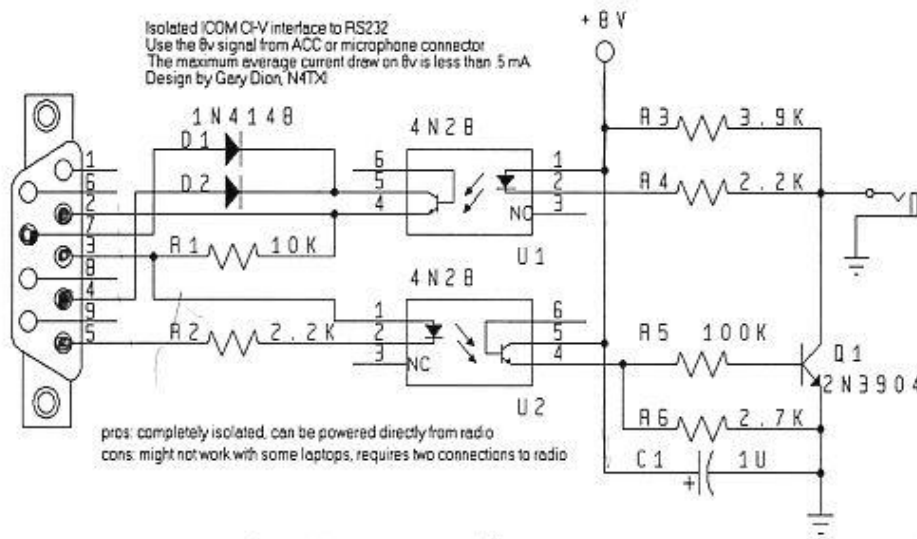 Isolated ICOM CI-V interface to RS232
Use the 8v signal from ACC or microphone connector
The maximum average current draw on 8v is less than .5 mA
Design by Gary Dion, N4TXI
+ 8 V
1N4148
D1
D2
4N28
6
5
4
1
2
3
NC
U1
R3 3.9K
R4 2.2K
1
6
2
7
3
8
4
9
5
R1 10K
R2 2.2K
4N28
1
2
3
NC
6
5
4
U2
R5 100K
Q1
2N3904
R6 2.7K
C1 1U
+
pros: completely isolated, can be powered directly from radio
cons: might not work with some laptops, requires two connections to radio